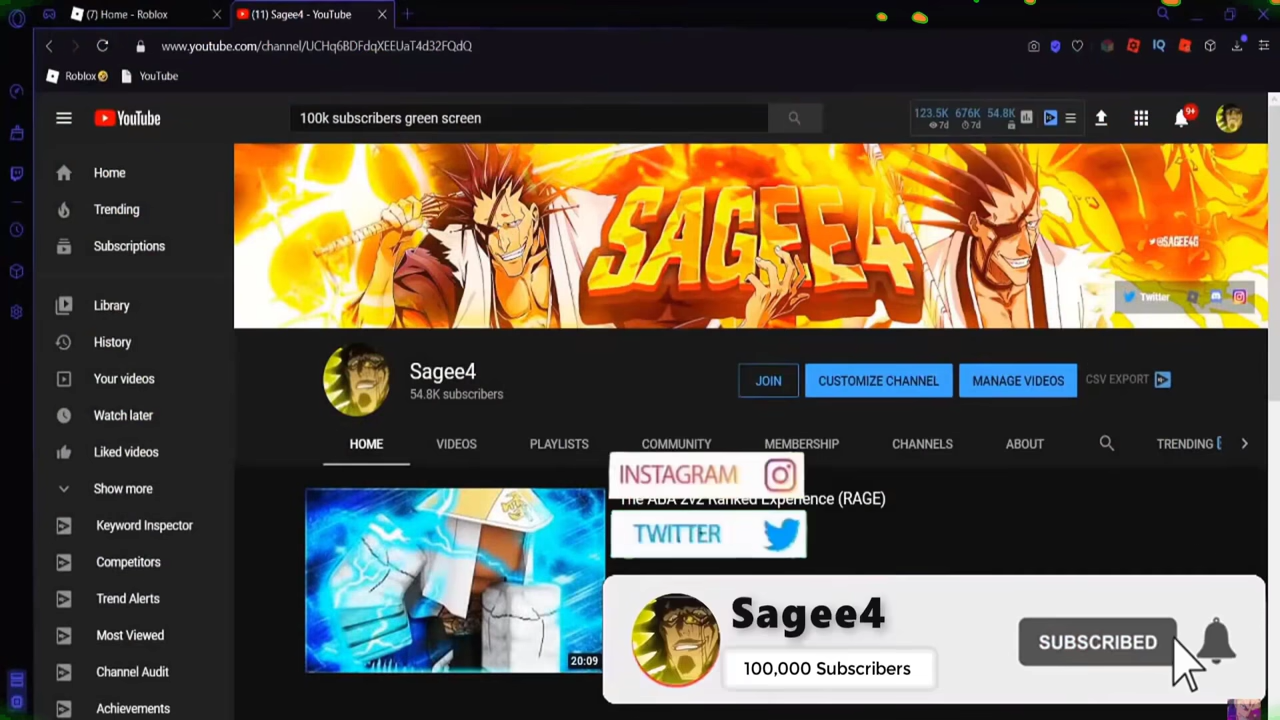 (7) Home - Roblox
(11) Sagee4 - YouTube
www.youtube.com/channel/UCHq6BDFdqXEEUaT4d32FQdQ
IQ
Roblox🤣 YouTube
YouTube
100k subscribers green screen
123.5K 676K 54.8K
7d 7d
9+
Home
Trending
Subscriptions
Library
History
Your videos
Watch later
Liked videos
Show more
Keyword Inspector
Competitors
Trend Alerts
Most Viewed
Channel Audit
Achievements
SAGEE4
@SAGEE4G
Twitter
Sagee4
54.8K subscribers
JOIN
CUSTOMIZE CHANNEL
MANAGE VIDEOS
CSV EXPORT
HOME VIDEOS PLAYLISTS COMMUNITY MEMBERSHIP CHANNELS ABOUT TRENDING
INSTAGRAM
The ABA 2v2 Ranked Experience (RAGE)
TWITTER
20:09
Sagee4
100,000 Subscribers
SUBSCRIBED